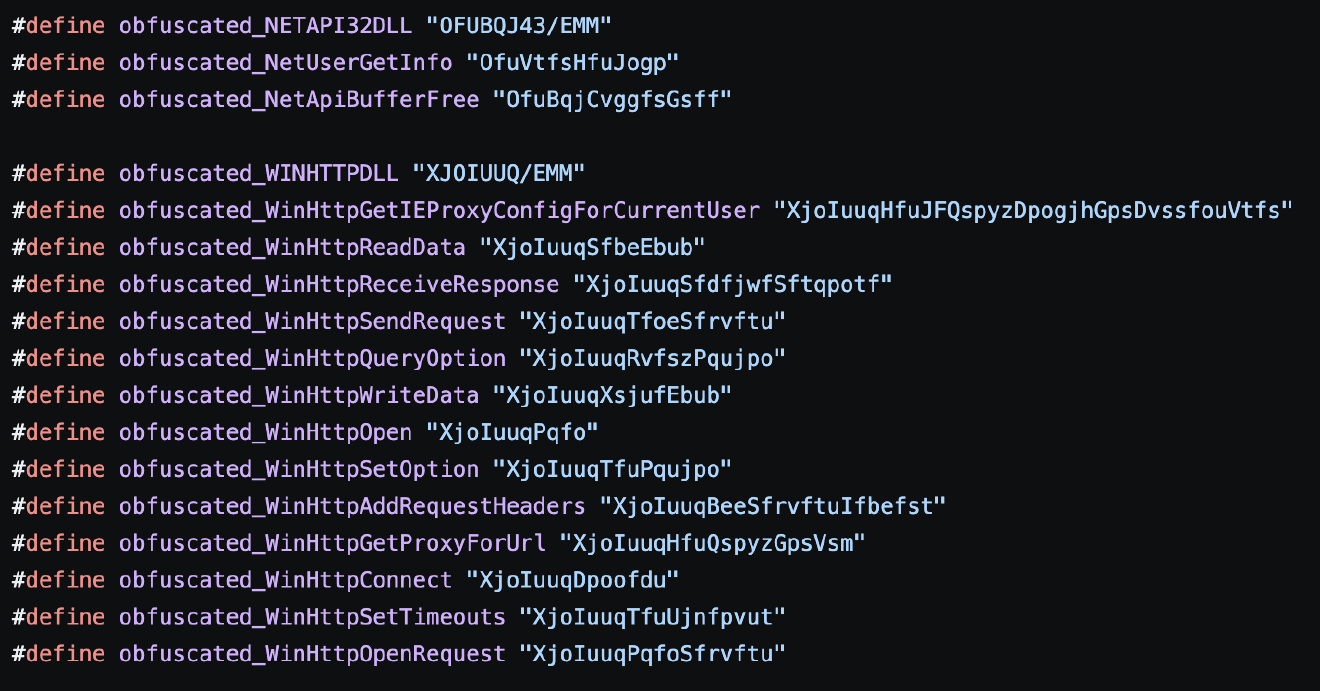 #define obfuscated_NETAPI32DLL "OFUBQJ43/EMM"
#define obfuscated_NetUserGetInfo "OfuVtfsHfuJogp"
#define obfuscated_NetApiBufferFree "OfuBqjCvggfsGsff"
#define obfuscated_WINHTTPDLL "XJOIUUQ/EMM"
#define obfuscated_WinHttpGetIEProxyConfigForCurrentUser "XjoIuuqHfuJFQspyzDpogjhGpsDvssfouVtfs"
#define obfuscated_WinHttpReadData "XjoIuuqSfbeEbub"
#define obfuscated_WinHttpReceiveResponse "XjoIuuqSfdfjwfSftqpotf"
#define obfuscated_WinHttpSendRequest "XjoIuuqTfoeSfrvftu"
#define obfuscated_WinHttpQueryOption "XjoIuuqRvfszPqujpo"
#define obfuscated_WinHttpWriteData "XjoIuuqXsjufEbub"
#define obfuscated_WinHttpOpen "XjoIuuqPqfo"
#define obfuscated_WinHttpSetOption "XjoIuuqTfuPqujpo"
#define obfuscated_WinHttpAddRequestHeaders "XjoIuuqBeeSfrvftuIfbefst"
#define obfuscated_WinHttpGetProxyForUrl "XjoIuuqHfuQspyzGpsVsm"
#define obfuscated_WinHttpConnect "XjoIuuqDpoofdu"
#define obfuscated_WinHttpSetTimeouts "XjoIuuqTfuUjnfpvut"
#define obfuscated_WinHttpOpenRequest "XjoIuuqPqfoSfrvftu"